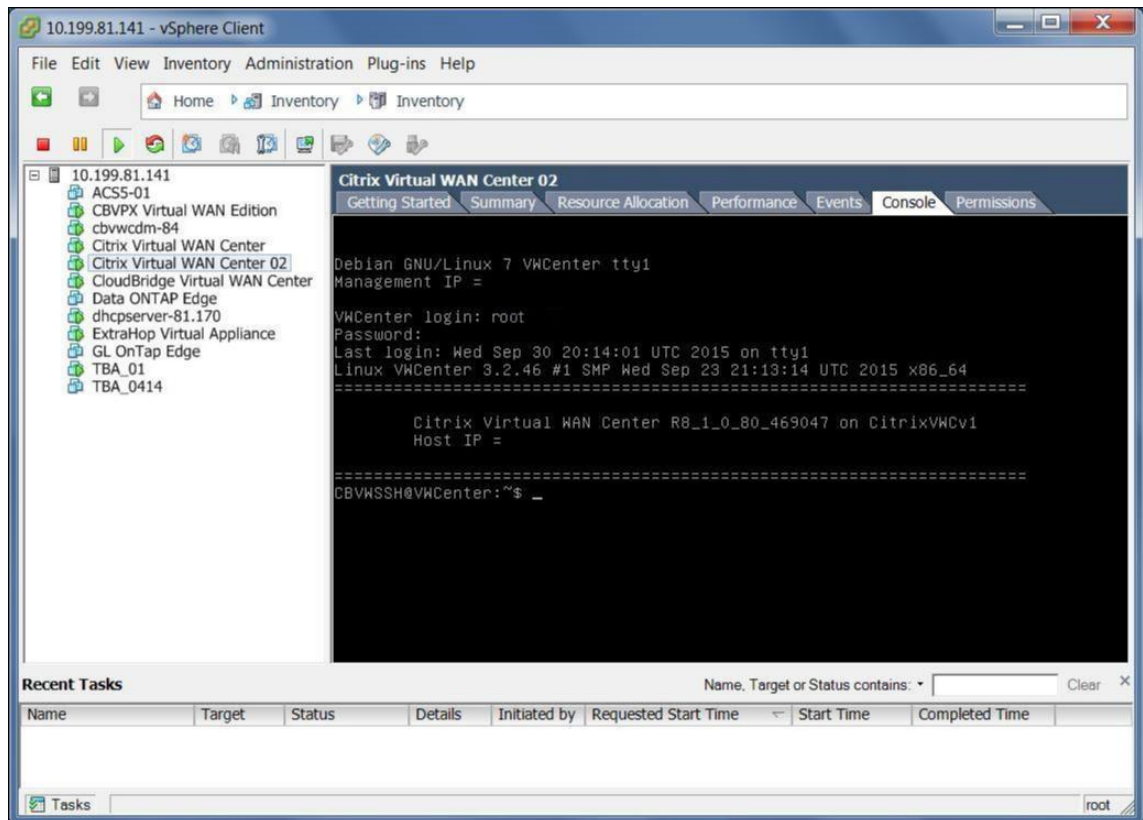 10.199.81.141 - vSphere Client
File Edit View Inventory Administration Plug-ins Help
Home Inventory Inventory
10.199.81.141
ACS5-01
CBVPX Virtual WAN Edition
cbvwcdm-84
Citrix Virtual WAN Center
Citrix Virtual WAN Center 02
CloudBridge Virtual WAN Center
Data ONTAP Edge
dhcpserver-81.170
ExtraHop Virtual Appliance
GL OnTap Edge
TBA_01
TBA_0414
Citrix Virtual WAN Center 02
Getting Started Summary Resource Allocation Performance Events Console Permissions
Debian GNU/Linux 7 VWCenter tty1
Management IP =
VWCenter login: root
Password:
Last login: Wed Sep 30 20:14:01 UTC 2015 on tty1
Linux VWCenter 3.2.46 #1 SMP Wed Sep 23 21:13:14 UTC 2015 x86_64
======================================================================
Citrix Virtual WAN Center R8_1_0_80_469047 on CitrixVWCv1
Host IP =
======================================================================
CBVWSSH@VWCenter:~$ _
Recent Tasks Name, Target or Status contains: Clear
Name Target Status Details Initiated by Requested Start Time Start Time Completed Time
Tasks root